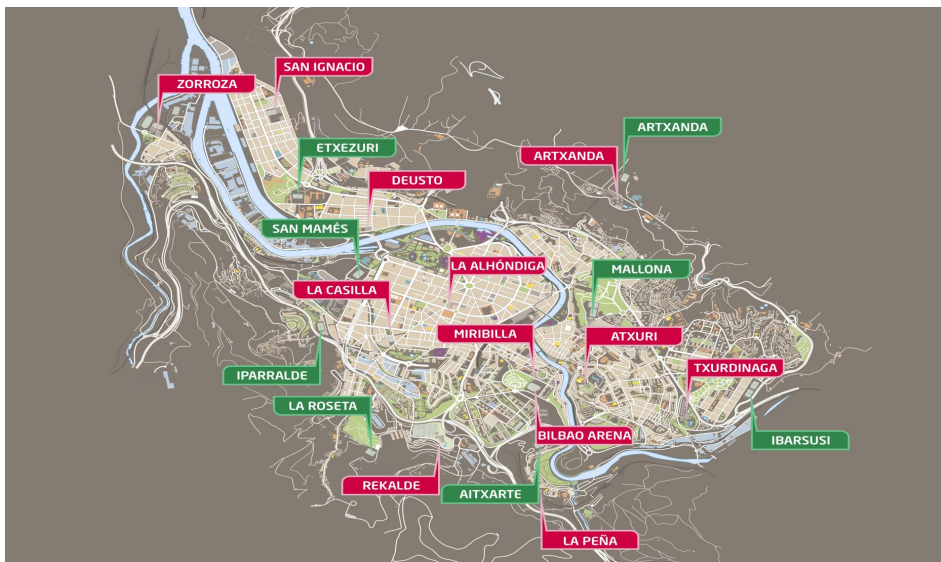 SAN IGNACIO
ZORROZA
ARTXANDA
ETXEZURI
ARTXANDA
DEUSTO
SAN MAMÉS
LA ALHÓNDIGA
MALLONA
LA CASILLA
MIRIBILLA
ATXURI
TXURDINAGA
IPARRALDE
LA ROSETA
BILBAO ARENA
IBARSUSI
REKALDE
AITXARTE
LA PEÑA